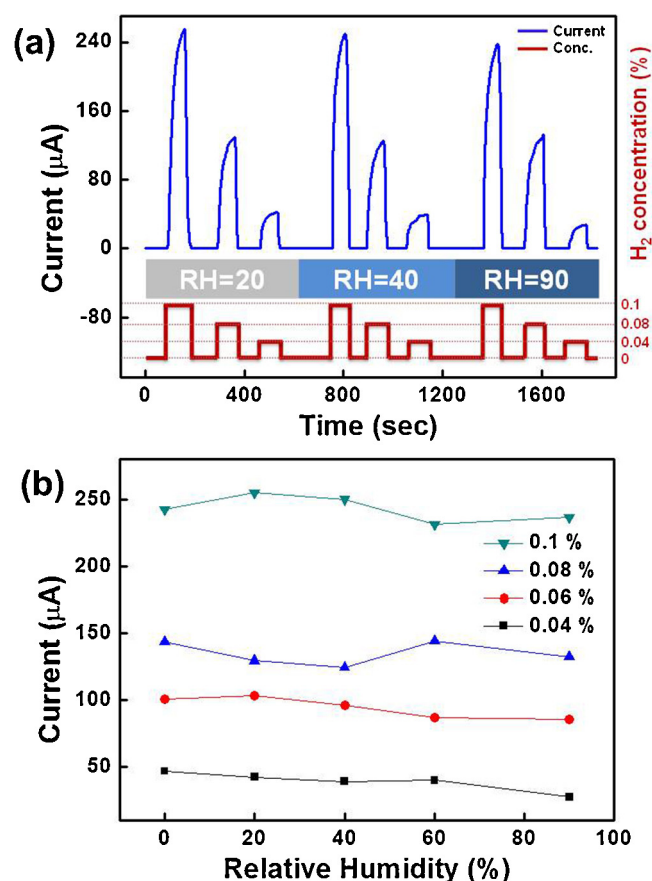 (a)
240
160
80
0
-80
Current (μA)
Current
Conc.
H2 concentration (%)
RH=20 RH=40 RH=90
0.1
0.08
0.04
0
0 400 800 1200 1600
Time (sec)
(b)
250
200
150
100
50
Current (μA)
0.1 %
0.08 %
0.06 %
0.04 %
0 20 40 60 80 100
Relative Humidity (%)